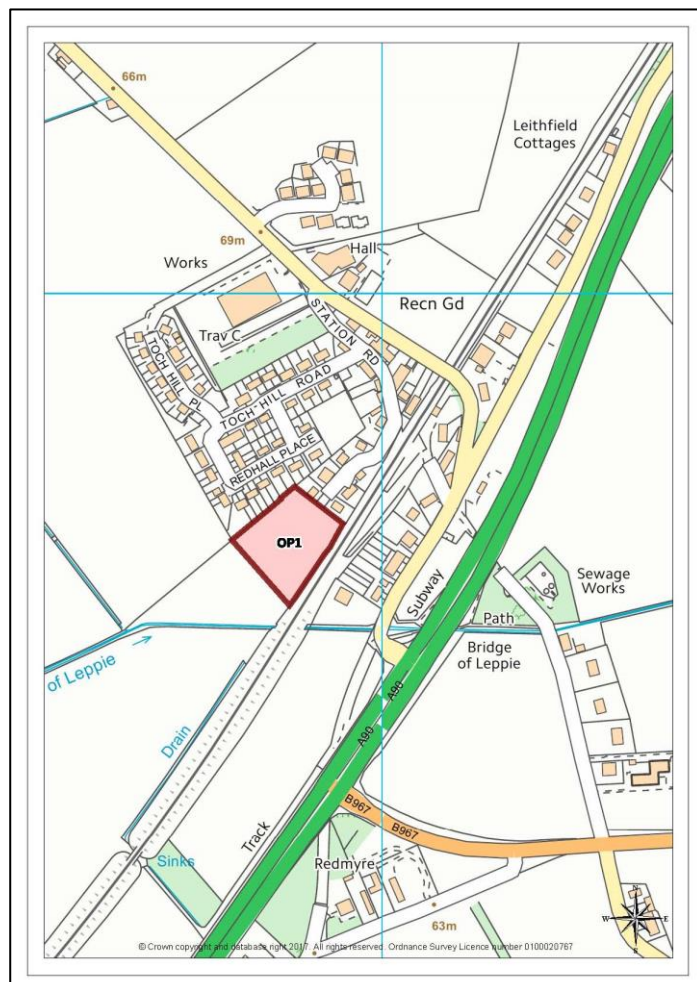 66m
Leithfield
Cottages
69m
Hall
Works
Recn Gd
STATION RD
Trav C
TOCH HILL PL
TOCH-HILL ROAD
REDHALL PLACE
OP1
Subway
Sewage
Works
Path
Bridge
of Leppie
of Leppie
A90
A90
Drain
B967
B967
Track
Sinks
Redmyre
63m
N
W
E
S
© Crown copyright and database right 2017. All rights reserved. Ordnance Survey Licence number 0100020767